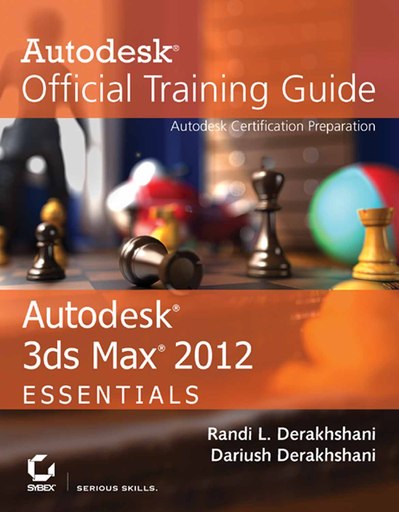 Autodesk®
Official Training Guide
Autodesk Certification Preparation
Autodesk®
3ds Max® 2012
ESSENTIALS
Randi L. Derakhshani
Dariush Derakhshani
SYBEX®
SERIOUS SKILLS.